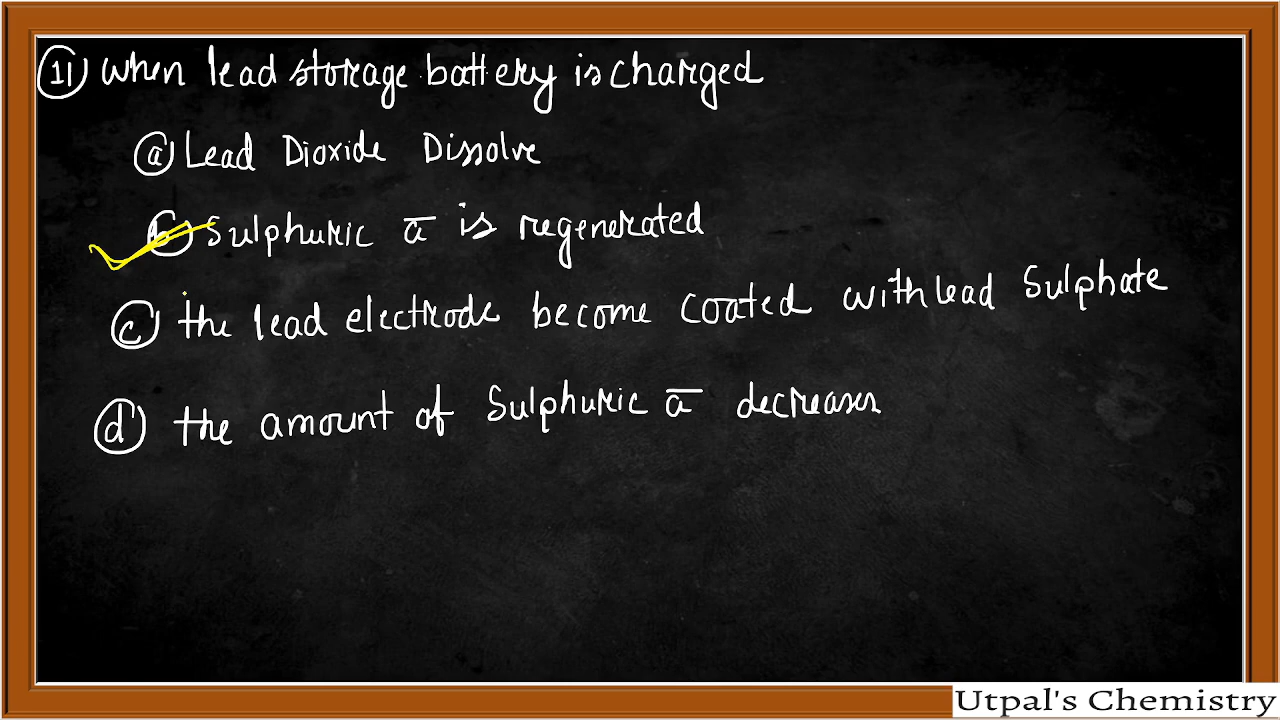 11 when lead storage battery is charged
a Lead Dioxide Dissolve
b Sulphuric ā is regenerated
c the lead electrode become coated with lead Sulphate
d the amount of Sulphuric ā decreases
Utpal's Chemistry